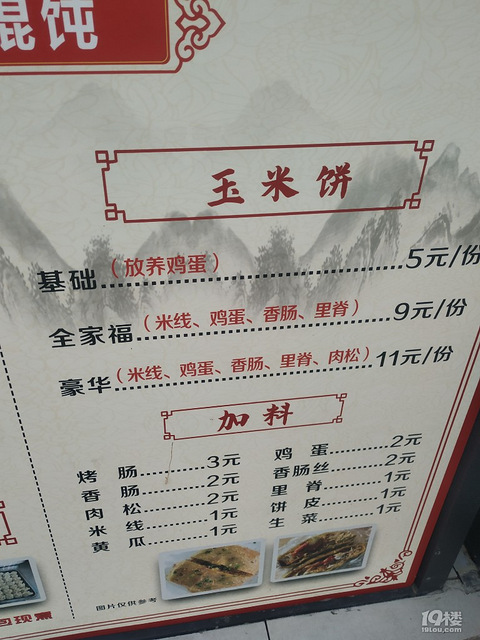 馄饨
玉米饼
基础（放养鸡蛋）..........5元/份
全家福（米线、鸡蛋、香肠、里脊）......9元/份
豪华（米线、鸡蛋、香肠、里脊、肉松）......11元/份
加料
烤肠..........3元
香肠..........2元
肉松..........2元
米线..........1元
黄瓜..........1元
鸡蛋..........2元
香肠丝..........2元
里脊..........1元
饼皮..........1元
生菜..........1元
图片仅供参考
现煮
19楼
19lou.com